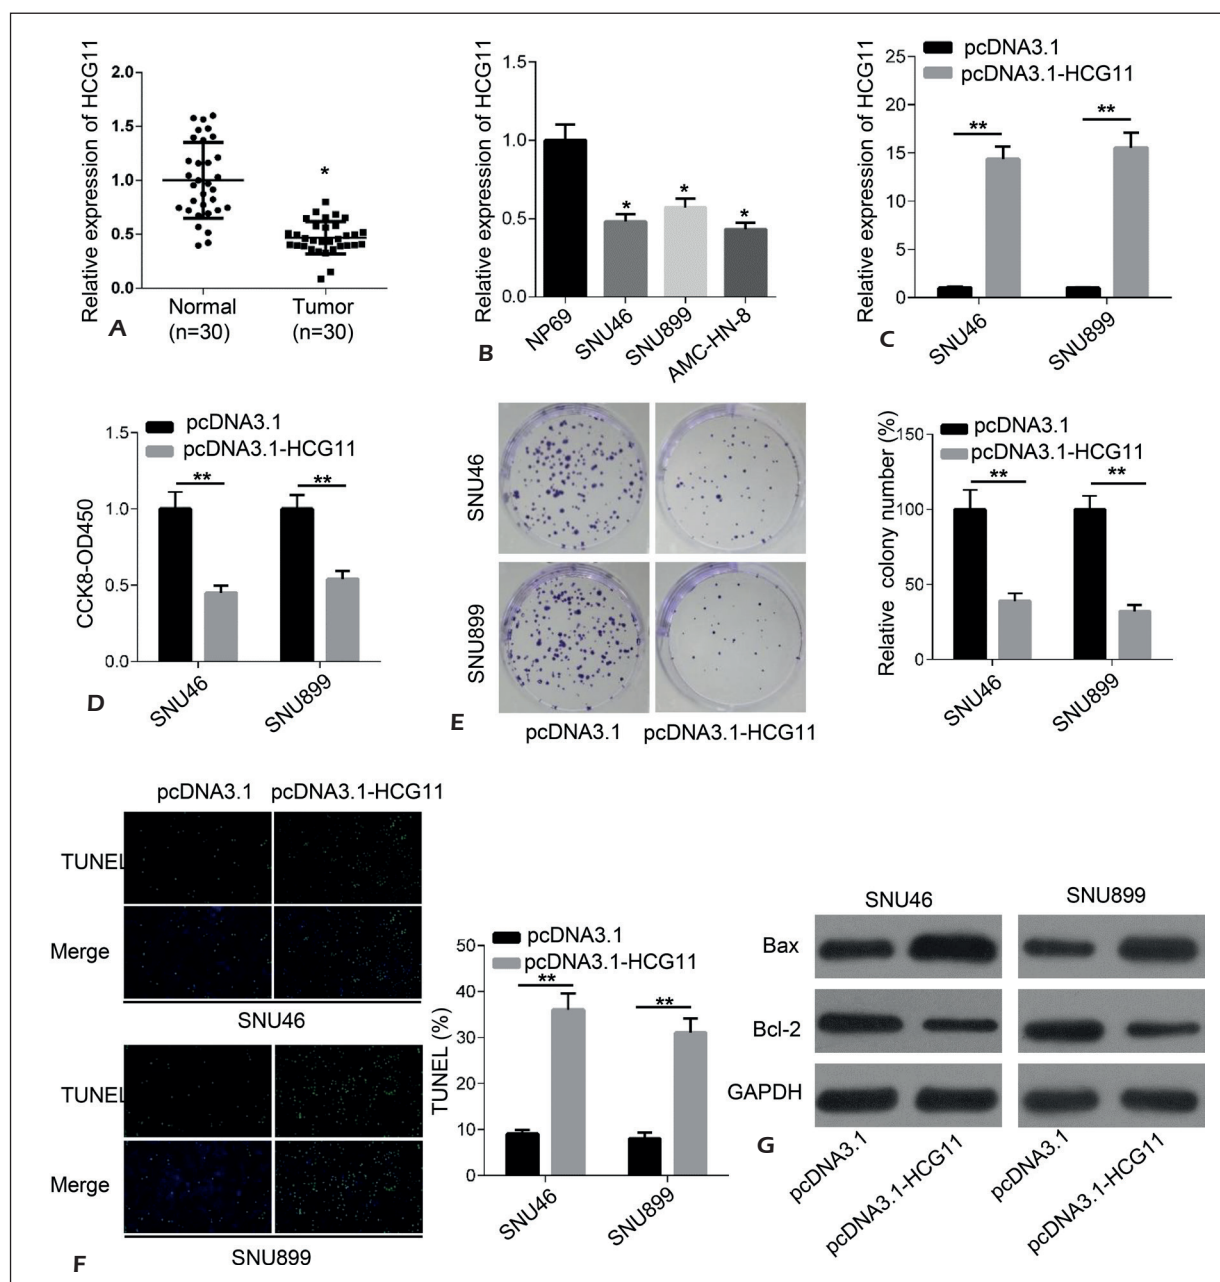 Relative expression of HCG11
2.0
1.5
1.0
0.5
0.0
*
Normal
(n=30)
Tumor
(n=30)
A
Relative expression of HCG11
1.5
1.0
0.5
0.0
*
*
*
NP69
SNU46
SNU899
AMC-HN-8
B
Relative expression of HCG11
pcDNA3.1
pcDNA3.1-HCG11
25
20
15
10
5
0
**
**
SNU46
SNU899
C
CCK8-OD450
pcDNA3.1
pcDNA3.1-HCG11
1.5
1.0
0.5
0.0
**
**
SNU46
SNU899
D
SNU46
SNU899
pcDNA3.1
pcDNA3.1-HCG11
E
Relative colony number (%)
pcDNA3.1
pcDNA3.1-HCG11
150
100
50
0
**
**
SNU46
SNU899
pcDNA3.1
pcDNA3.1-HCG11
TUNEL
Merge
SNU46
TUNEL
Merge
SNU899
F
TUNEL (%)
pcDNA3.1
pcDNA3.1-HCG11
50
40
30
20
10
0
**
**
SNU46
SNU899
SNU46
SNU899
Bax
Bcl-2
GAPDH
pcDNA3.1
pcDNA3.1-HCG11
pcDNA3.1
pcDNA3.1-HCG11
G